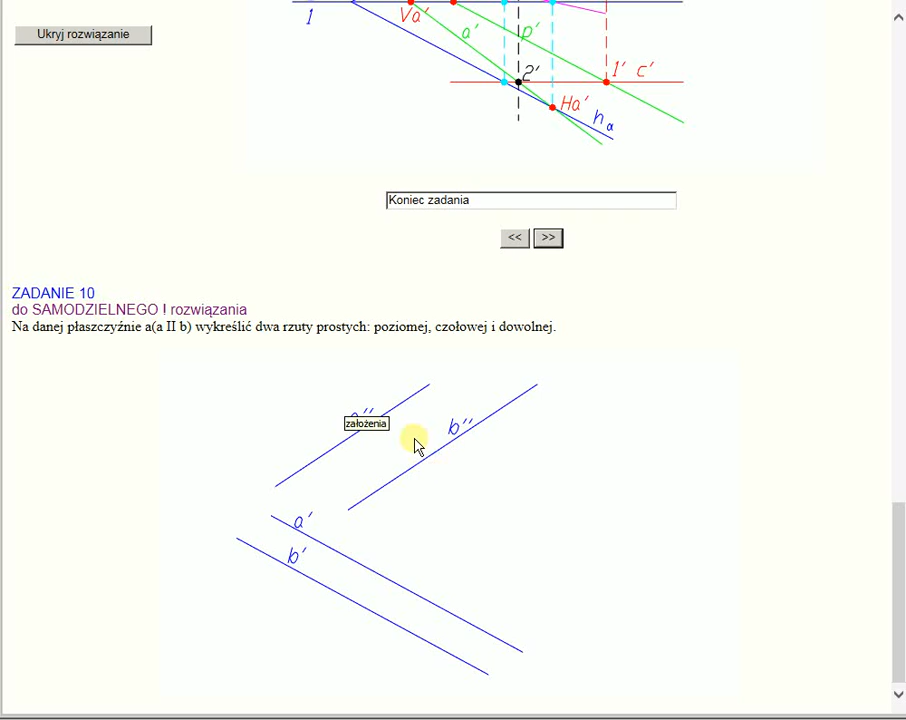 1
Ukryj rozwiązanie
Va'
a'
p'
2'
1' c'
Ha'
hα
Koniec zadania
<<
>>
ZADANIE 10
do SAMODZIELNEGO ! rozwiązania
Na danej płaszczyźnie a(a II b) wykreślić dwa rzuty prostych: poziomej, czołowej i dowolnej.
założenia
b''
a'
b'